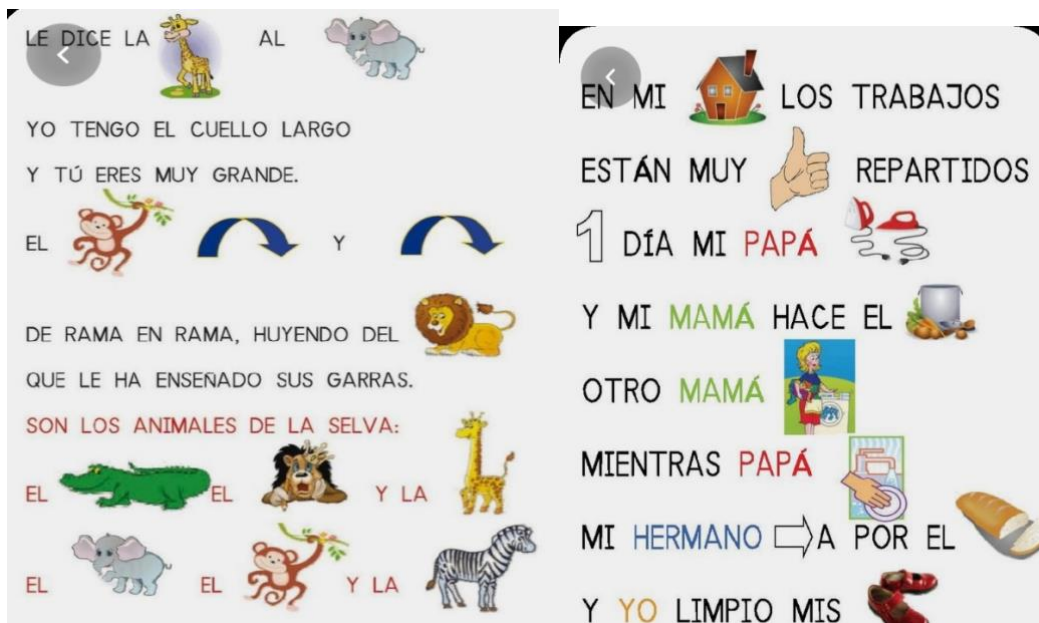 LE DICE LA AL
YO TENGO EL CUELLO LARGO
Y TÚ ERES MUY GRANDE.
EL Y
DE RAMA EN RAMA, HUYENDO DEL
QUE LE HA ENSEÑADO SUS GARRAS.
SON LOS ANIMALES DE LA SELVA:
EL EL Y LA
EL EL Y LA
EN MI LOS TRABAJOS
ESTÁN MUY REPARTIDOS
1 DÍA MI PAPÁ
Y MI MAMÁ HACE EL
OTRO MAMÁ
MIENTRAS PAPÁ
MI HERMANO A POR EL
Y YO LIMPIO MIS